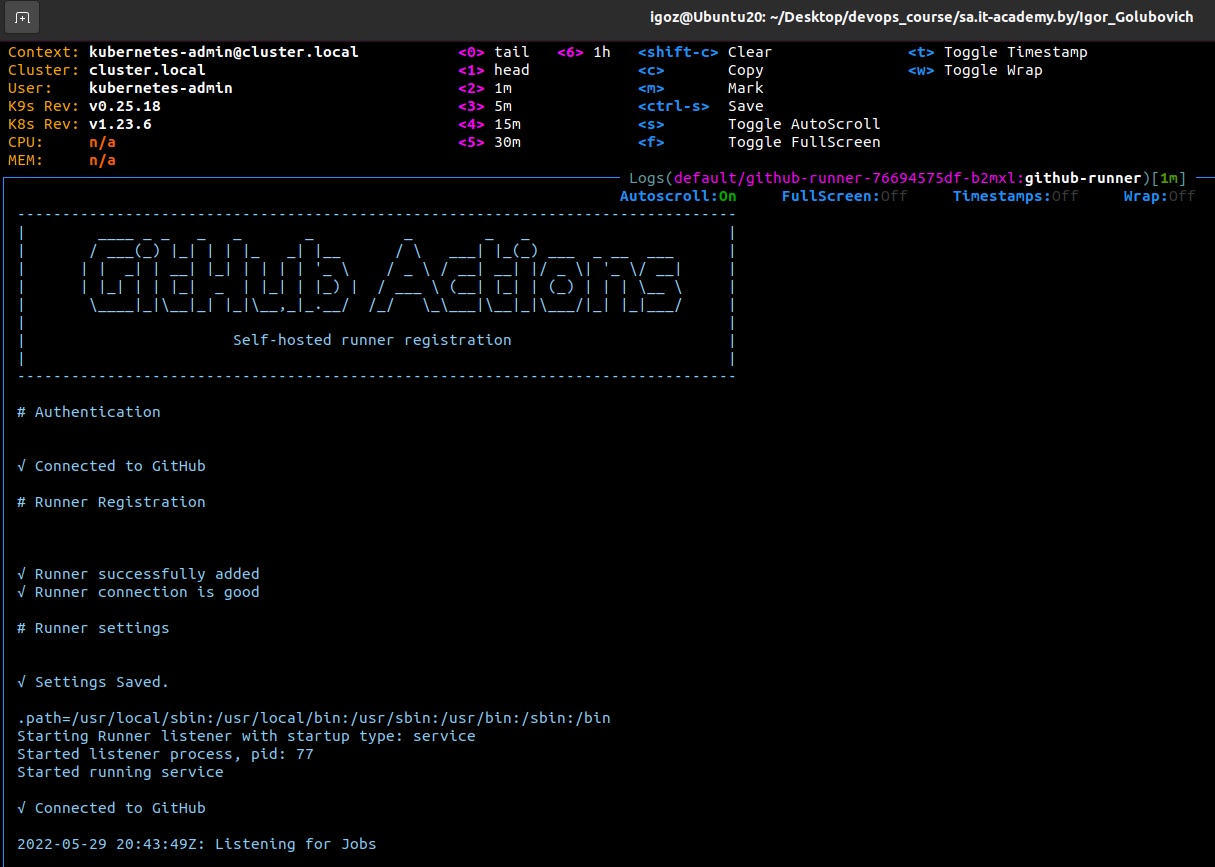 igoz@Ubuntu20: ~/Desktop/devops_course/sa.it-academy.by/Igor_Golubovich
Context: kubernetes-admin@cluster.local <0> tail <6> 1h <shift-c> Clear <t> Toggle Timestamp
Cluster: cluster.local <1> head <c> Copy <w> Toggle Wrap
User: kubernetes-admin <2> 1m <m> Mark
K9s Rev: v0.25.18 <3> 5m <ctrl-s> Save
K8s Rev: v1.23.6 <4> 15m <s> Toggle AutoScroll
CPU: n/a <5> 30m <f> Toggle FullScreen
MEM: n/a
Logs(default/github-runner-76694575df-b2mxl:github-runner)[1m]
Autoscroll:On FullScreen:Off Timestamps:Off Wrap:Off
GitHub Actions
Self-hosted runner registration
# Authentication
√ Connected to GitHub
# Runner Registration
√ Runner successfully added
√ Runner connection is good
# Runner settings
√ Settings Saved.
.path=/usr/local/sbin:/usr/local/bin:/usr/sbin:/usr/bin:/sbin:/bin
Starting Runner listener with startup type: service
Started listener process, pid: 77
Started running service
√ Connected to GitHub
2022-05-29 20:43:49Z: Listening for Jobs